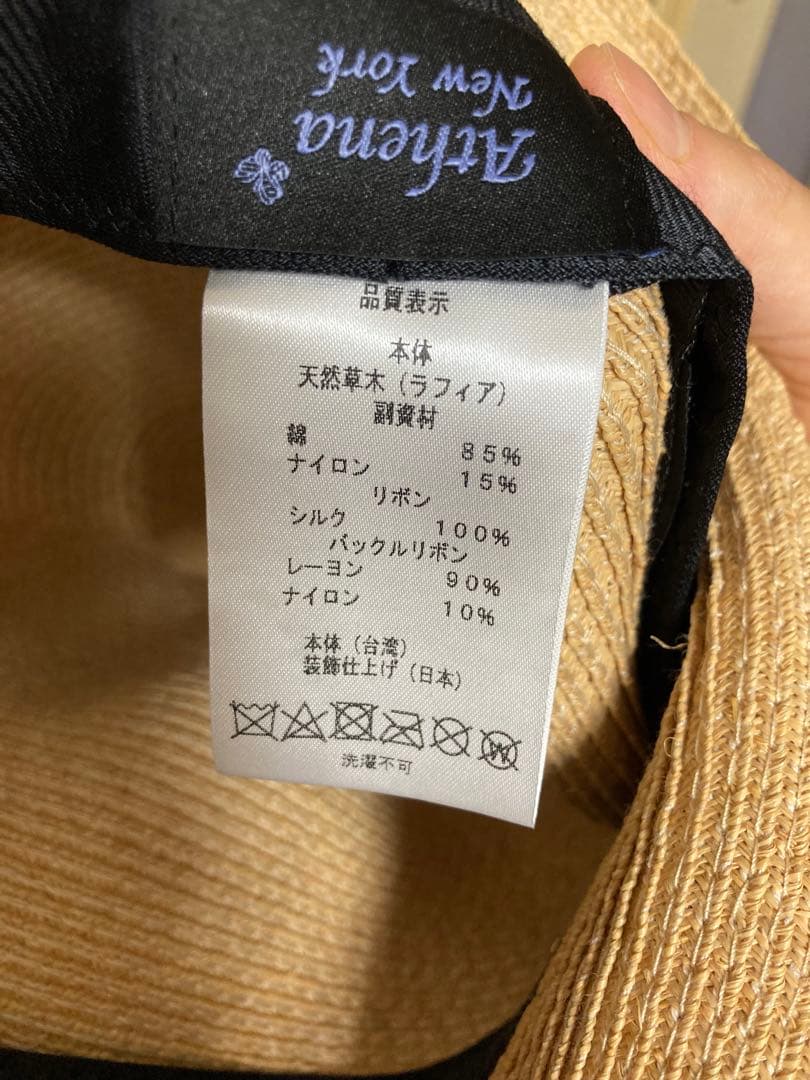 Athena
New York
品質表示
本体
天然草木（ラフィア）
副資材
綿 85%
ナイロン 15%
リボン
シルク 100%
バックルリボン
レーヨン 90%
ナイロン 10%
本体（台湾）
装飾仕上げ（日本）
W
洗濯不可